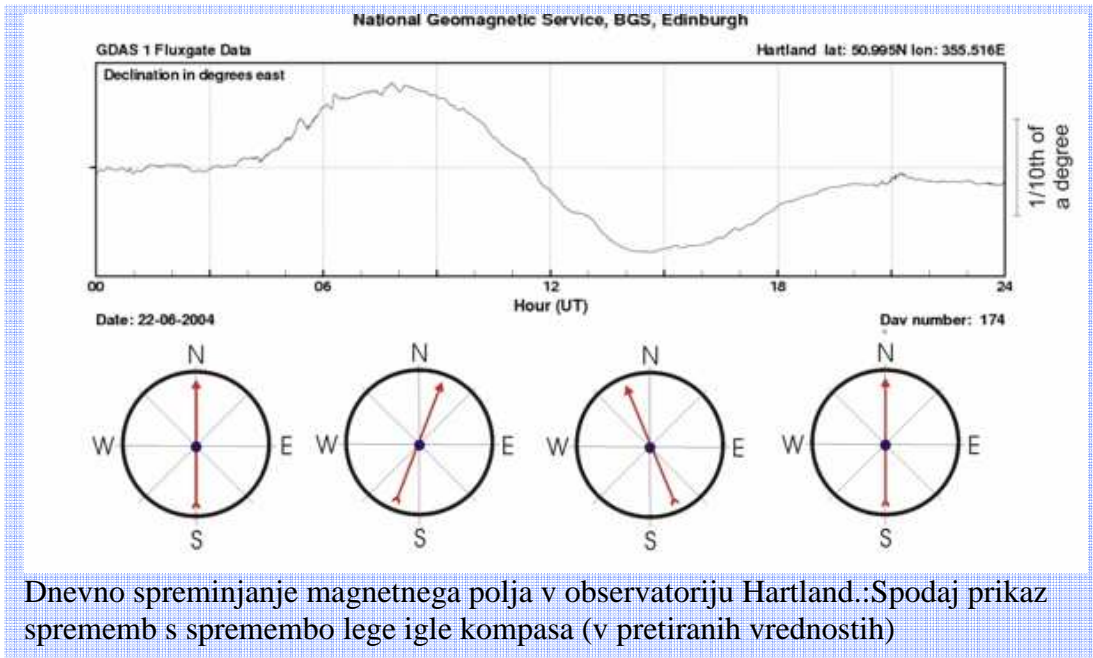 National Geomagnetic Service, BGS, Edinburgh
GDAS 1 Fluxgate Data
Hartland lat: 50.995N lon: 355.516E
Declination in degrees east
1/10th of
a degree
00 06 12 18 24
Hour (UT)
Date: 22-06-2004
Day number: 174
N N N N
W E W E W E W E
S S S S
Dnevno spreminjanje magnetnega polja v observatoriju Hartland.:Spodaj prikaz
sprememb s spremembo lege igle kompasa (v pretiranih vrednostih)